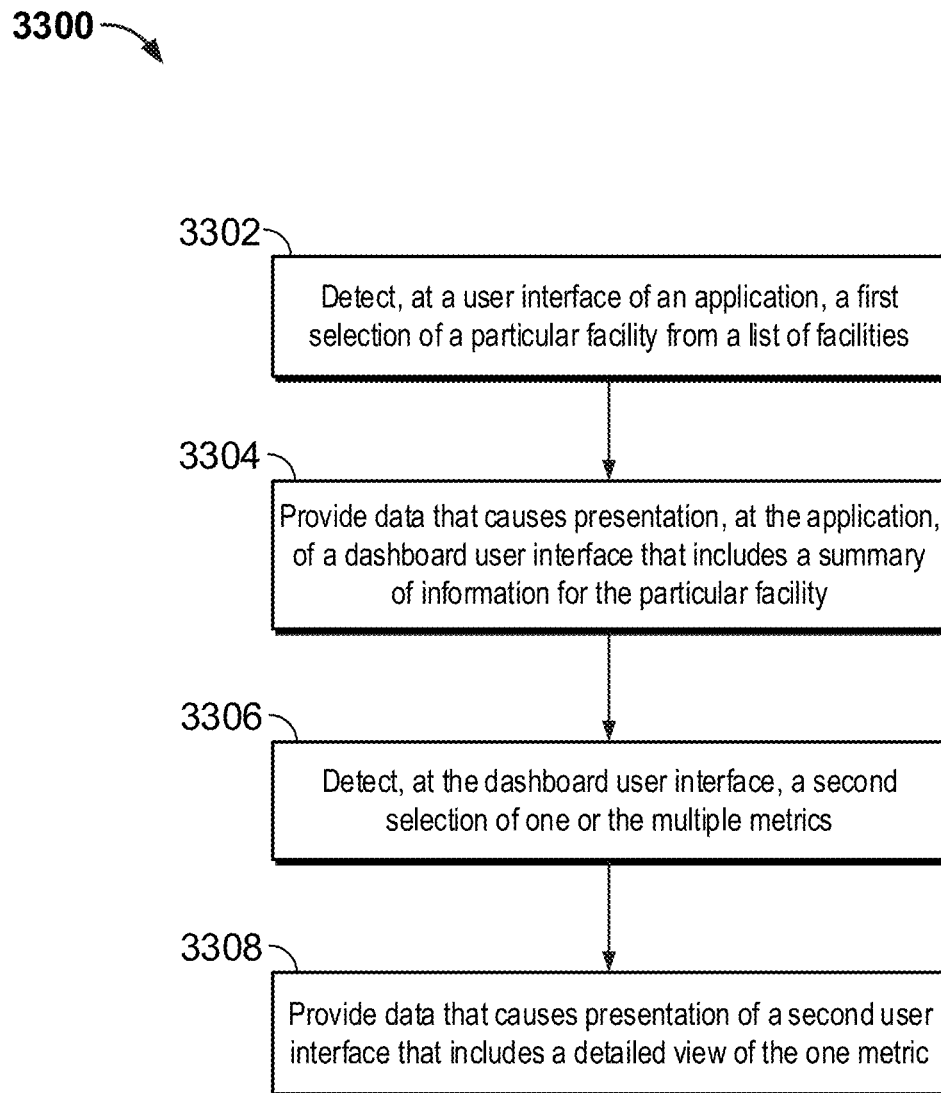 3300
3302
Detect, at a user interface of an application, a first
selection of a particular facility from a list of facilities
3304
Provide data that causes presentation, at the application,
of a dashboard user interface that includes a summary
of information for the particular facility
3306
Detect, at the dashboard user interface, a second
selection of one or the multiple metrics
3308
Provide data that causes presentation of a second user
interface that includes a detailed view of the one metric